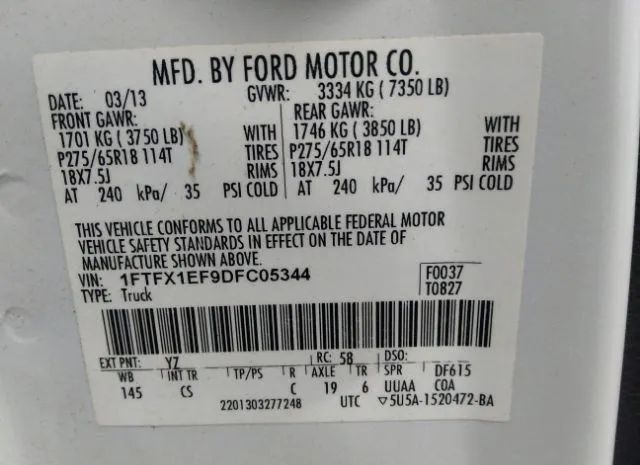 MFD. BY FORD MOTOR CO.
DATE: 03/13 GVWR: 3334 KG ( 7350 LB)
FRONT GAWR: REAR GAWR:
1701 KG ( 3750 LB) WITH 1746 KG ( 3850 LB) WITH
P275/65R18 114T TIRES P275/65R18 114T TIRES
18X7.5J RIMS 18X7.5J RIMS
AT 240 kPa/ 35 PSI COLD AT 240 kPa/ 35 PSI COLD
THIS VEHICLE CONFORMS TO ALL APPLICABLE FEDERAL MOTOR
VEHICLE SAFETY STANDARDS IN EFFECT ON THE DATE OF
MANUFACTURE SHOWN ABOVE.
VIN: 1FTFX1EF9DFC05344 F0037
TYPE: Truck T0827
EXT PNT: YZ RC: 58 DSO:
WB INT TR TP/PS R AXLE TR SPR DF615
145 CS C 19 6 UUAA COA
2201303277248 UTC ▽5U5A-1520472-BA